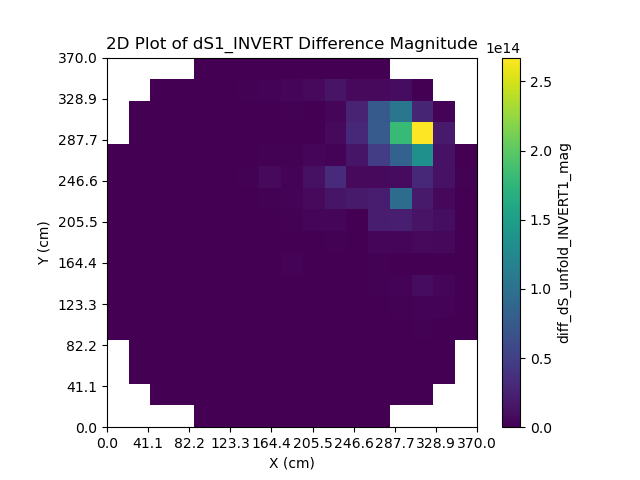 2D Plot of dS1_INVERT Difference Magnitude
1e14
370.0
328.9
287.7
246.6
205.5
164.4
123.3
82.2
41.1
0.0
Y (cm)
0.0 41.1 82.2 123.3 164.4 205.5 246.6 287.7 328.9 370.0
X (cm)
2.5
2.0
1.5
1.0
0.5
0.0
diff_dS_unfold_INVERT1_mag